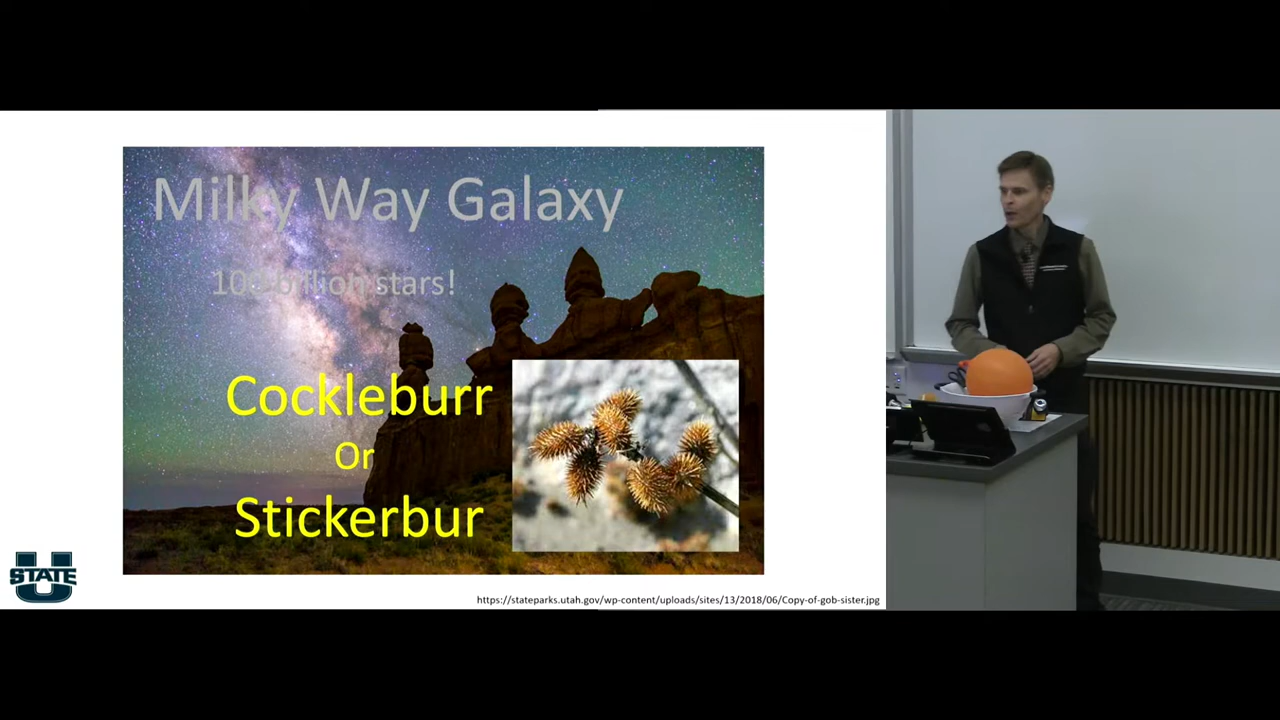 Milky Way Galaxy
100 billion stars!
Cockleburr
Or
Stickerbur
STATE
https://stateparks.utah.gov/wp-content/uploads/sites/13/2018/06/Copy-of-gob-sister.jpg